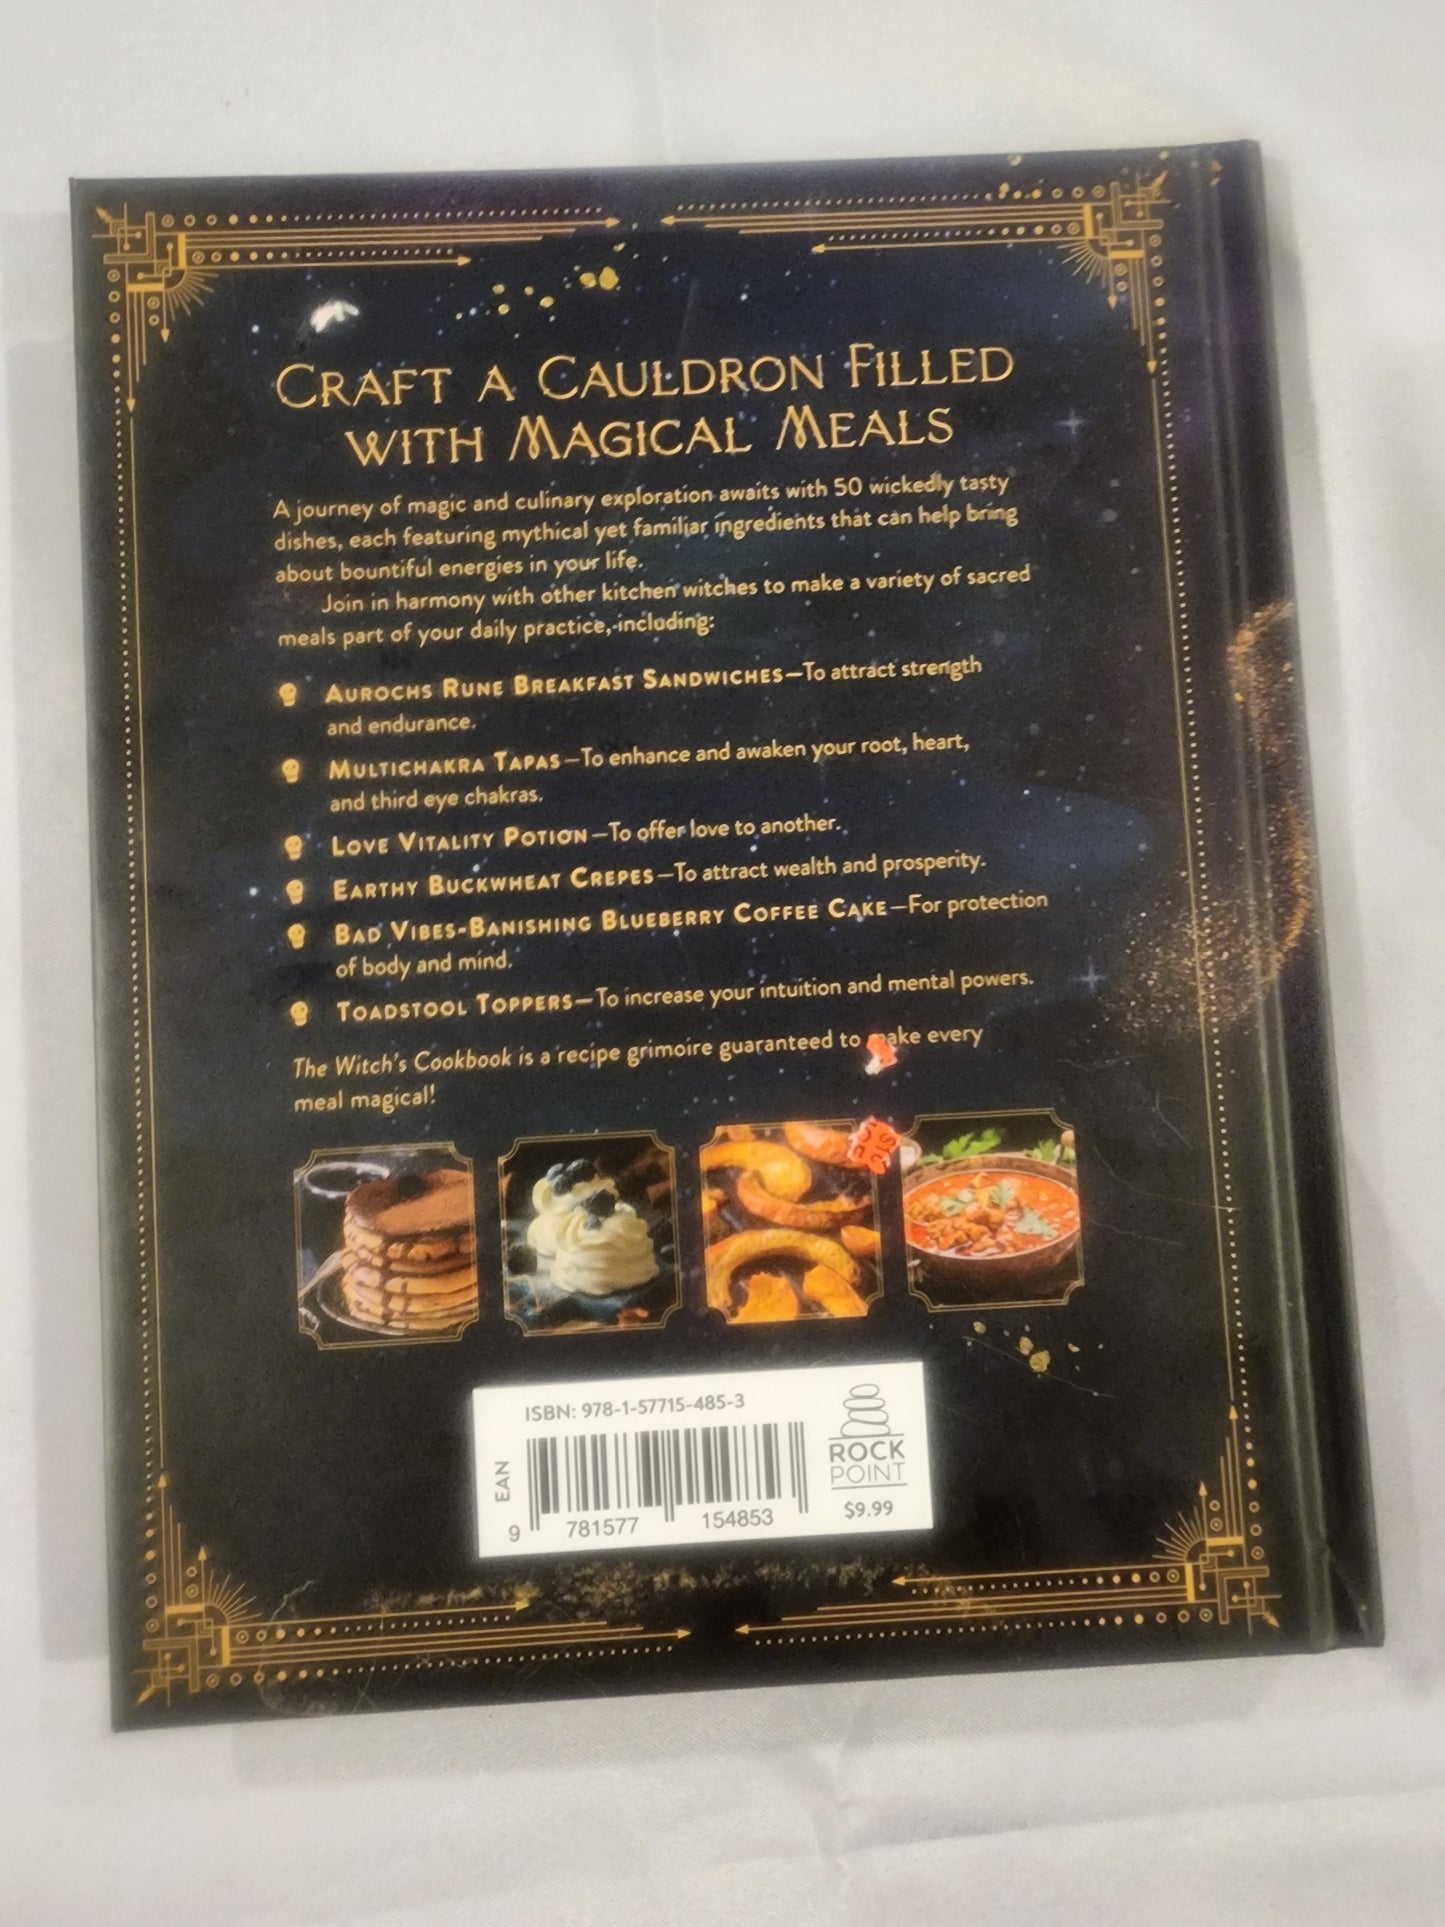 CRAFT A CAULDRON FILLED
WITH MAGICAL MEALS
A journey of magic and culinary exploration awaits with 50 wickedly tasty
dishes, each featuring mythical yet familiar ingredients that can help bring
about bountiful energies in your life.
Join in harmony with other kitchen witches to make a variety of sacred
meals part of your daily practice, including:
AUROCHS RUNE BREAKFAST SANDWICHES—To attract strength
and endurance.
MULTICHAKRA TAPAS—To enhance and awaken your root, heart,
and third eye chakras.
LOVE VITALITY POTION—To offer love to another.
EARTHY BUCKWHEAT CREPES—To attract wealth and prosperity.
BAD VIBES-BANISHING BLUEBERRY COFFEE CAKE—For protection
of body and mind.
TOADSTOOL TOPPERS—To increase your intuition and mental powers.
The Witch's Cookbook is a recipe grimoire guaranteed to make every
meal magical!
ISBN: 978-1-57715-485-3
EAN
9 781577 154853
ROCK
POINT
$9.99